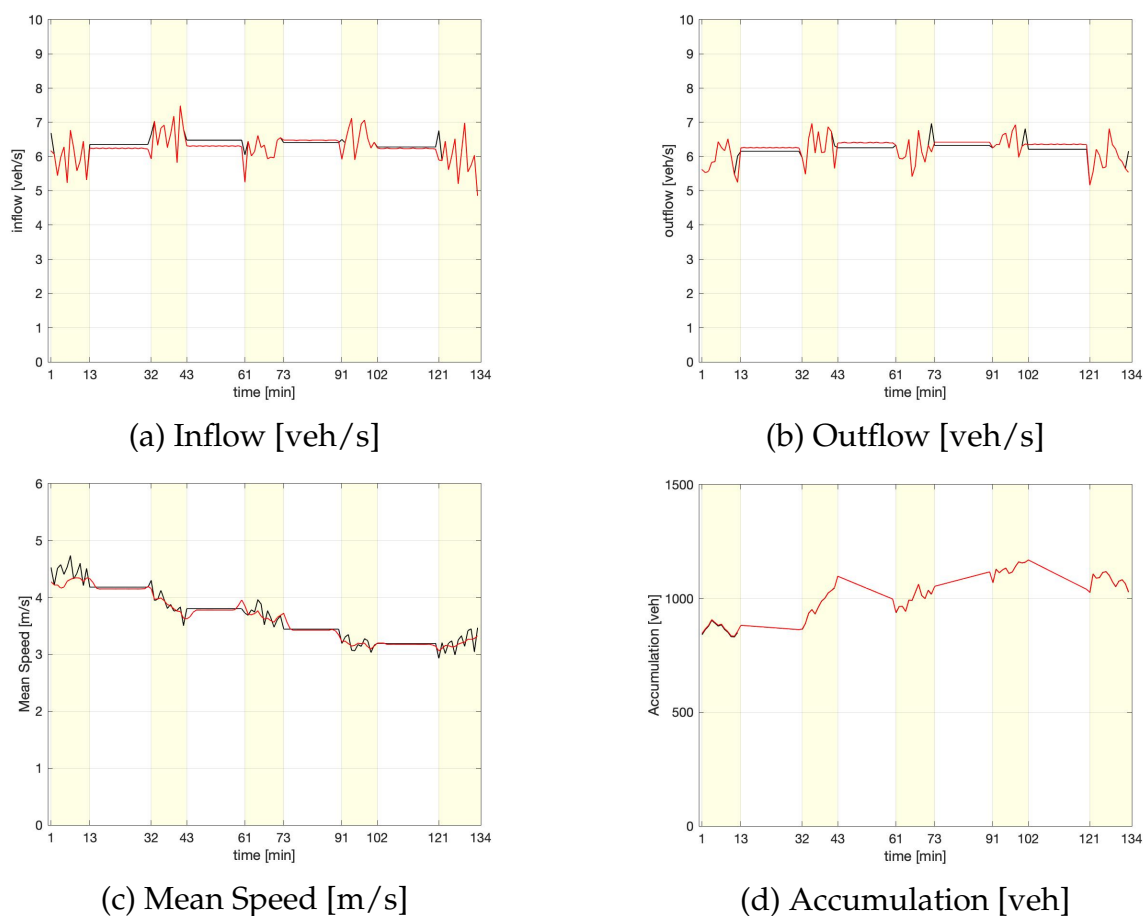 10
9
8
7
6
5
4
3
2
1
0
inflow [veh/s]
1 13 32 43 61 73 91 102 121 134
time [min]
(a) Inflow [veh/s]
10
9
8
7
6
5
4
3
2
1
0
outflow [veh/s]
1 13 32 43 61 73 91 102 121 134
time [min]
(b) Outflow [veh/s]
6
5
4
3
2
1
0
Mean Speed [m/s]
1 13 32 43 61 73 91 102 121 134
time [min]
(c) Mean Speed [m/s]
1500
1000
500
0
Accumulation [veh]
1 13 32 43 61 73 91 102 121 134
time [min]
(d) Accumulation [veh]